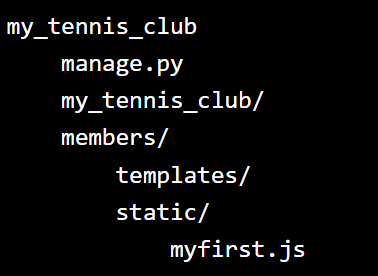 my_tennis_club
manage.py
my_tennis_club/
members/
templates/
static/
myfirst.js